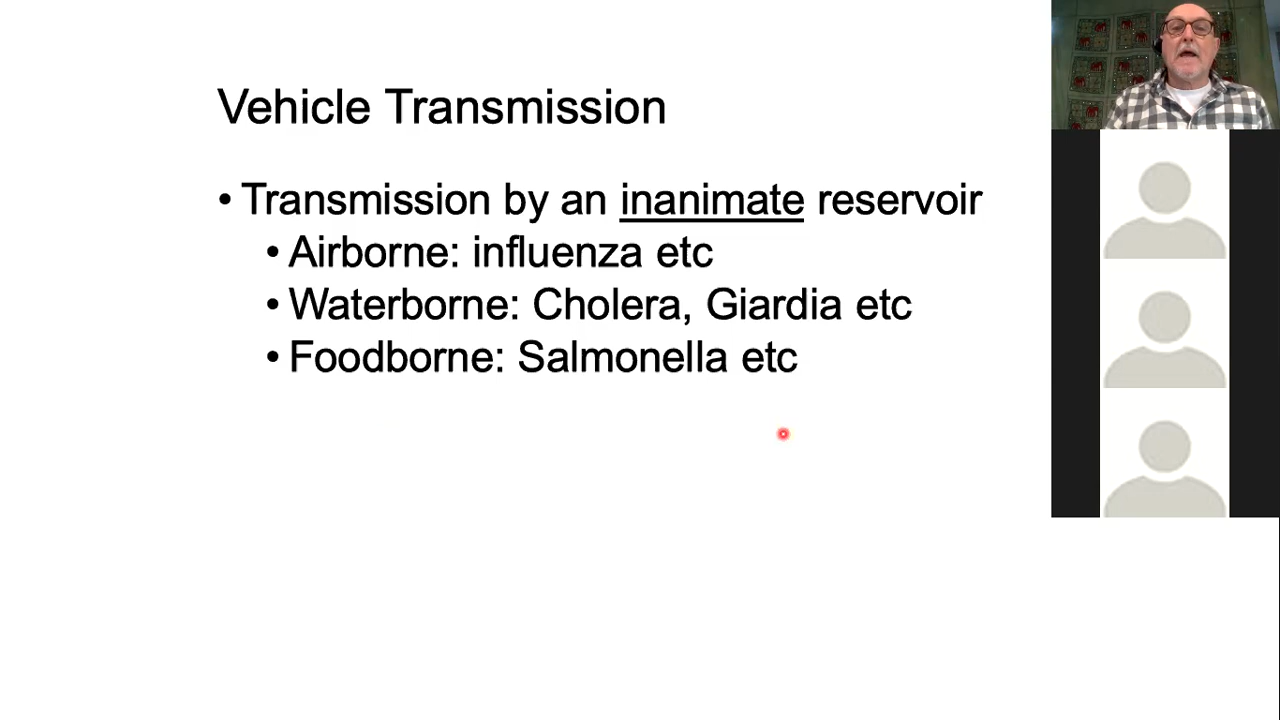 Vehicle Transmission
• Transmission by an inanimate reservoir
• Airborne: influenza etc
• Waterborne: Cholera, Giardia etc
• Foodborne: Salmonella etc